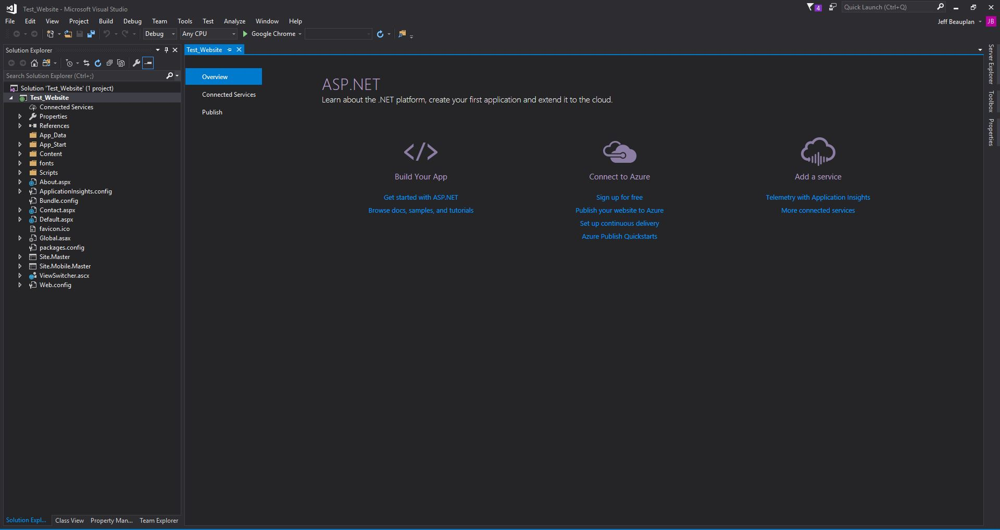 Test_Website - Microsoft Visual Studio
4
Quick Launch (Ctrl+Q)
File Edit View Project Build Debug Team Tools Test Analyze Window Help
Jeff Beauplan JB
Debug Any CPU Google Chrome
Solution Explorer
Test_Website
Search Solution Explorer (Ctrl+;)
Solution 'Test_Website' (1 project)
Test_Website
Connected Services
Properties
References
App_Data
App_Start
Content
fonts
Scripts
About.aspx
ApplicationInsights.config
Bundle.config
Contact.aspx
Default.aspx
favicon.ico
Global.asax
packages.config
Site.Master
Site.Mobile.Master
ViewSwitcher.ascx
Web.config
Solution Expl... Class View Property Man... Team Explorer
Overview
Connected Services
Publish
ASP.NET
Learn about the .NET platform, create your first application and extend it to the cloud.
</>
Build Your App
Get started with ASP.NET
Browse docs, samples, and tutorials
Connect to Azure
Sign up for free
Publish your website to Azure
Set up continuous delivery
Azure Publish Quickstarts
Add a service
Telemetry with Application Insights
More connected services
Server Explorer
Toolbox
Properties